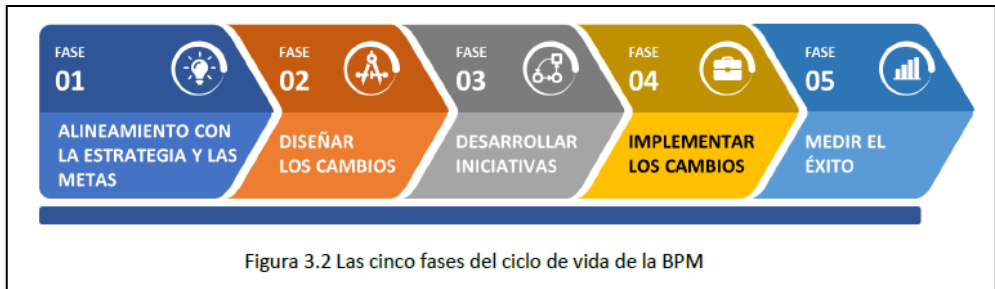 FASE
01
ALINEAMIENTO CON
LA ESTRATEGIA Y LAS
METAS
FASE
02
DISEÑAR
LOS CAMBIOS
FASE
03
DESARROLLAR
INICIATIVAS
FASE
04
IMPLEMENTAR
LOS CAMBIOS
FASE
05
MEDIR EL
ÉXITO
Figura 3.2 Las cinco fases del ciclo de vida de la BPM